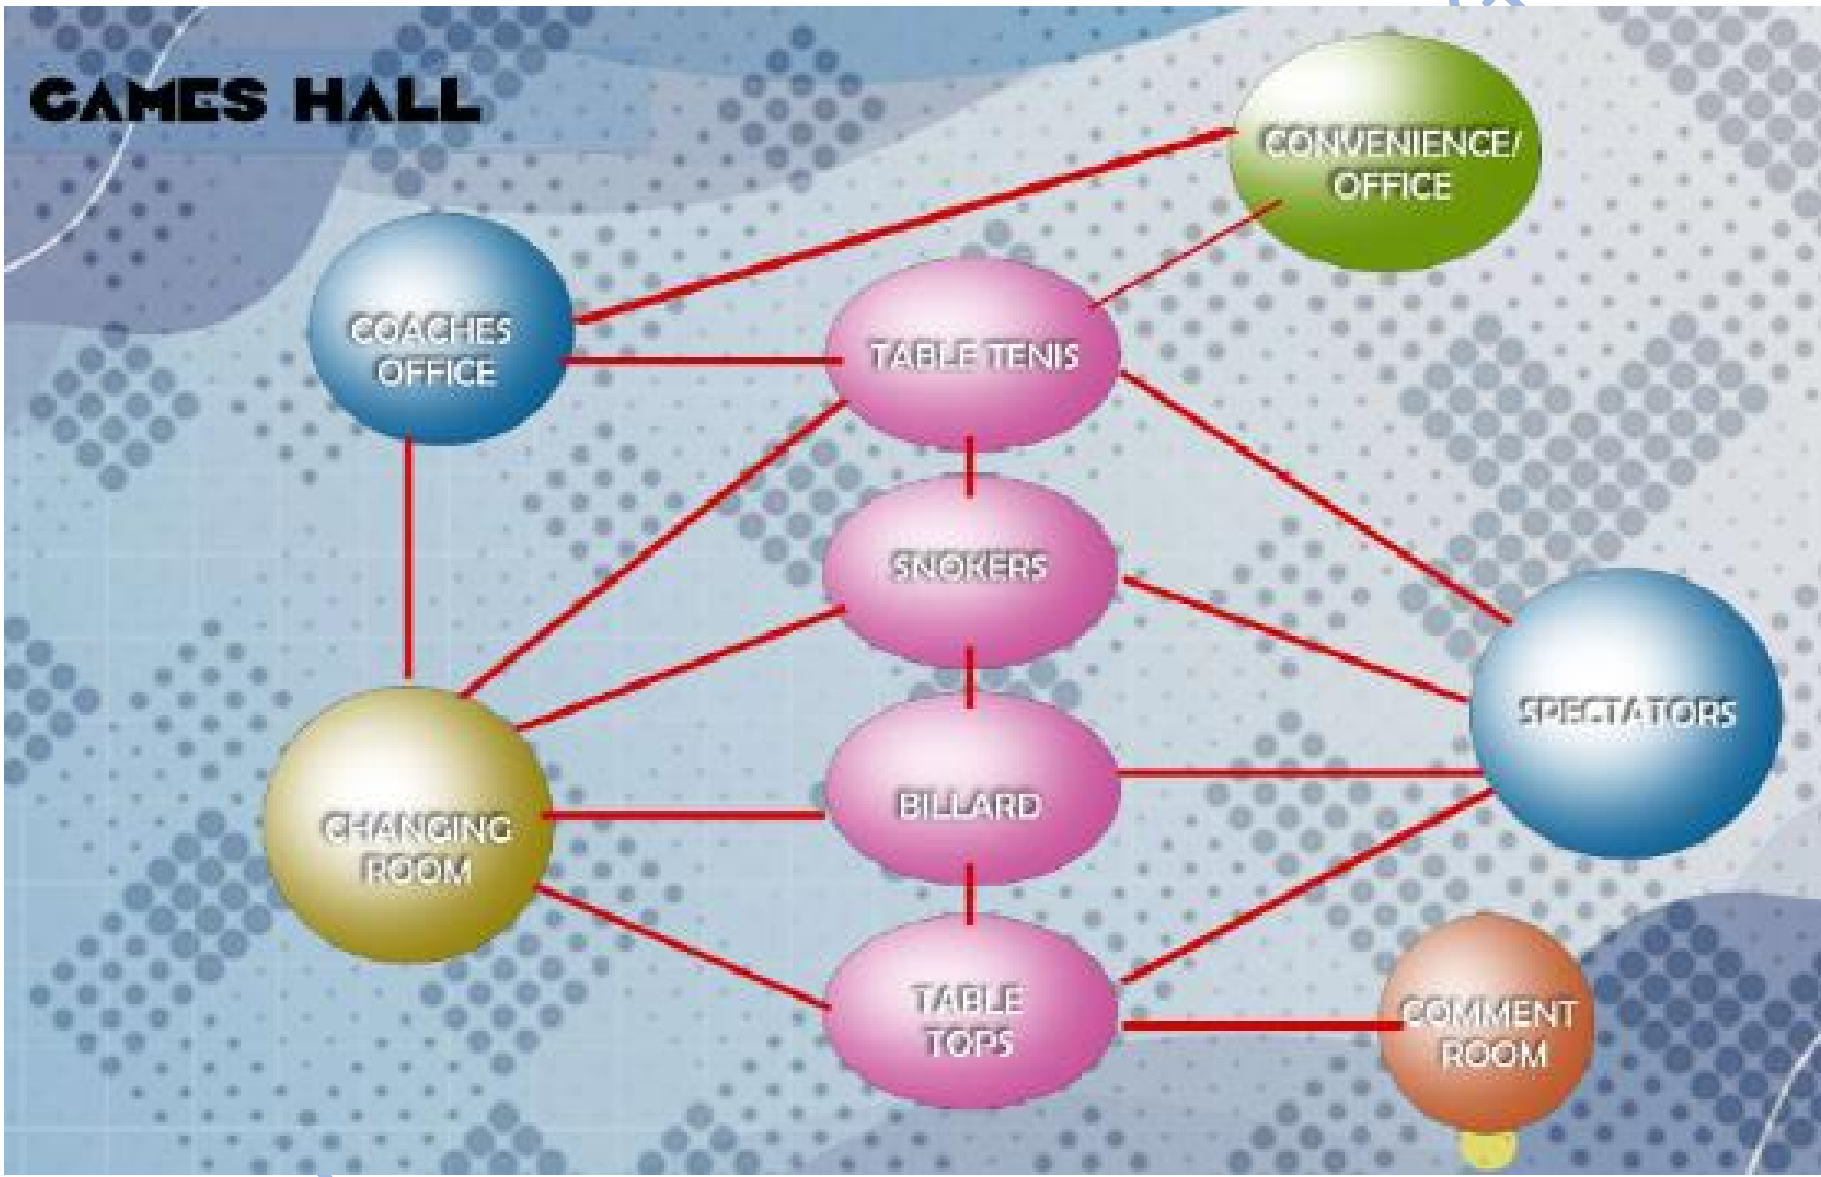 GAMES HALL
CONVENIENCE/
OFFICE
COACHES
OFFICE
TABLE TENIS
SNOKERS
SPECTATORS
BILLARD
CHANGING
ROOM
TABLE
TOPS
COMMENT
ROOM